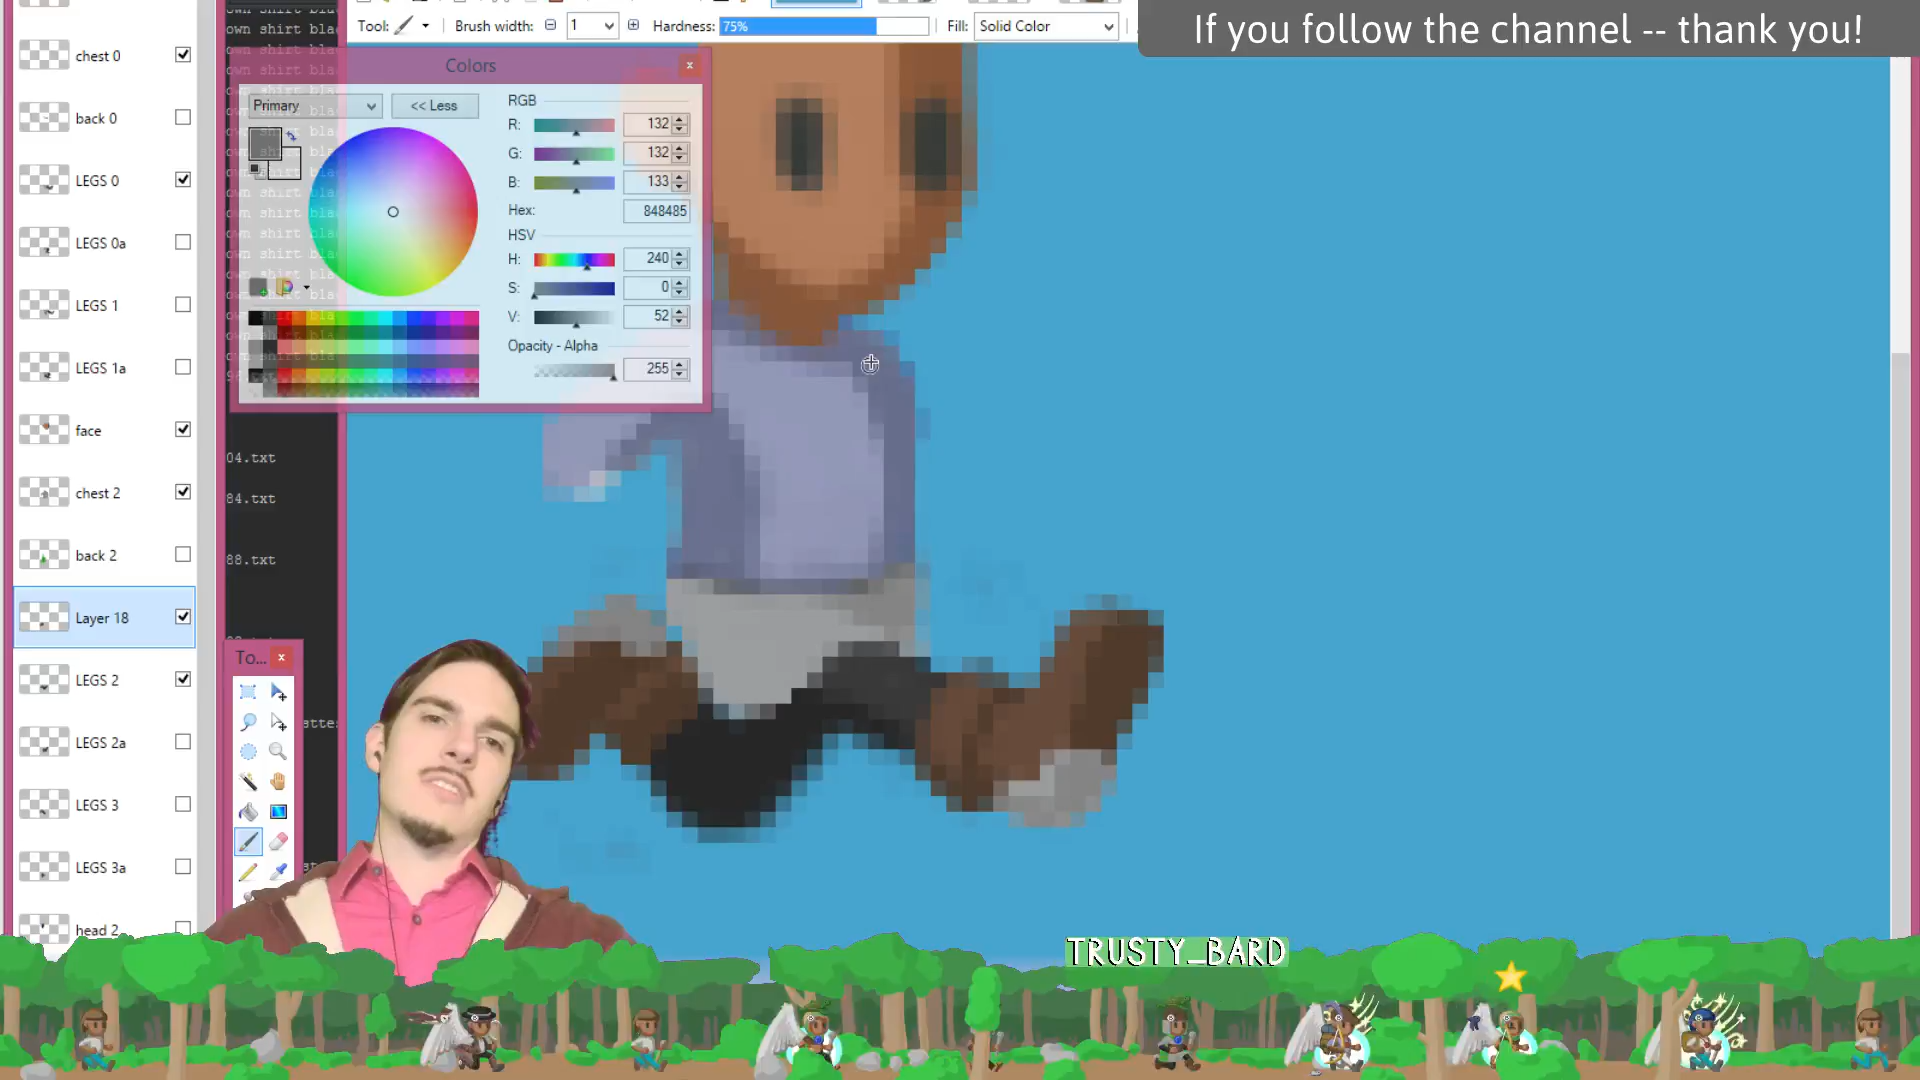 If you follow the channel -- thank you!
Tool:
Brush width:
1
Hardness:
75%
Fill:
Solid Color
Colors
Primary
<< Less
RGB
R:
132
G:
132
B:
133
Hex:
848485
HSV
H:
240
S:
0
V:
52
Opacity - Alpha
255
chest 0
back 0
LEGS 0
LEGS 0a
LEGS 1
LEGS 1a
face
chest 2
back 2
Layer 18
LEGS 2
LEGS 2a
LEGS 3
LEGS 3a
head 2
own shirt bla
04.txt
84.txt
88.txt
To...
TRUSTY_BARD